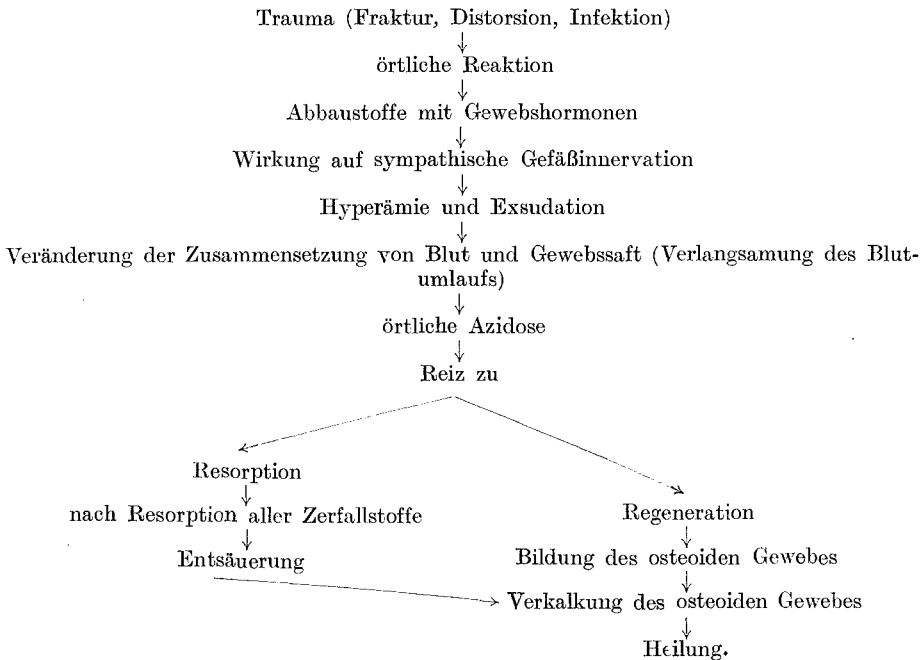 Trauma (Fraktur, Distorsion, Infektion)
örtliche Reaktion
Abbaustoffe mit Gewebshormonen
Wirkung auf sympathische Gefäßinnervation
Hyperämie und Exsudation
Veränderung der Zusammensetzung von Blut und Gewebssaft (Verlangsamung des Blut-
umlaufs)
örtliche Azidose
Reiz zu
Resorption
nach Resorption aller Zerfallstoffe
Entsäuerung
Regeneration
Bildung des osteoiden Gewebes
Verkalkung des osteoiden Gewebes
Heilung.